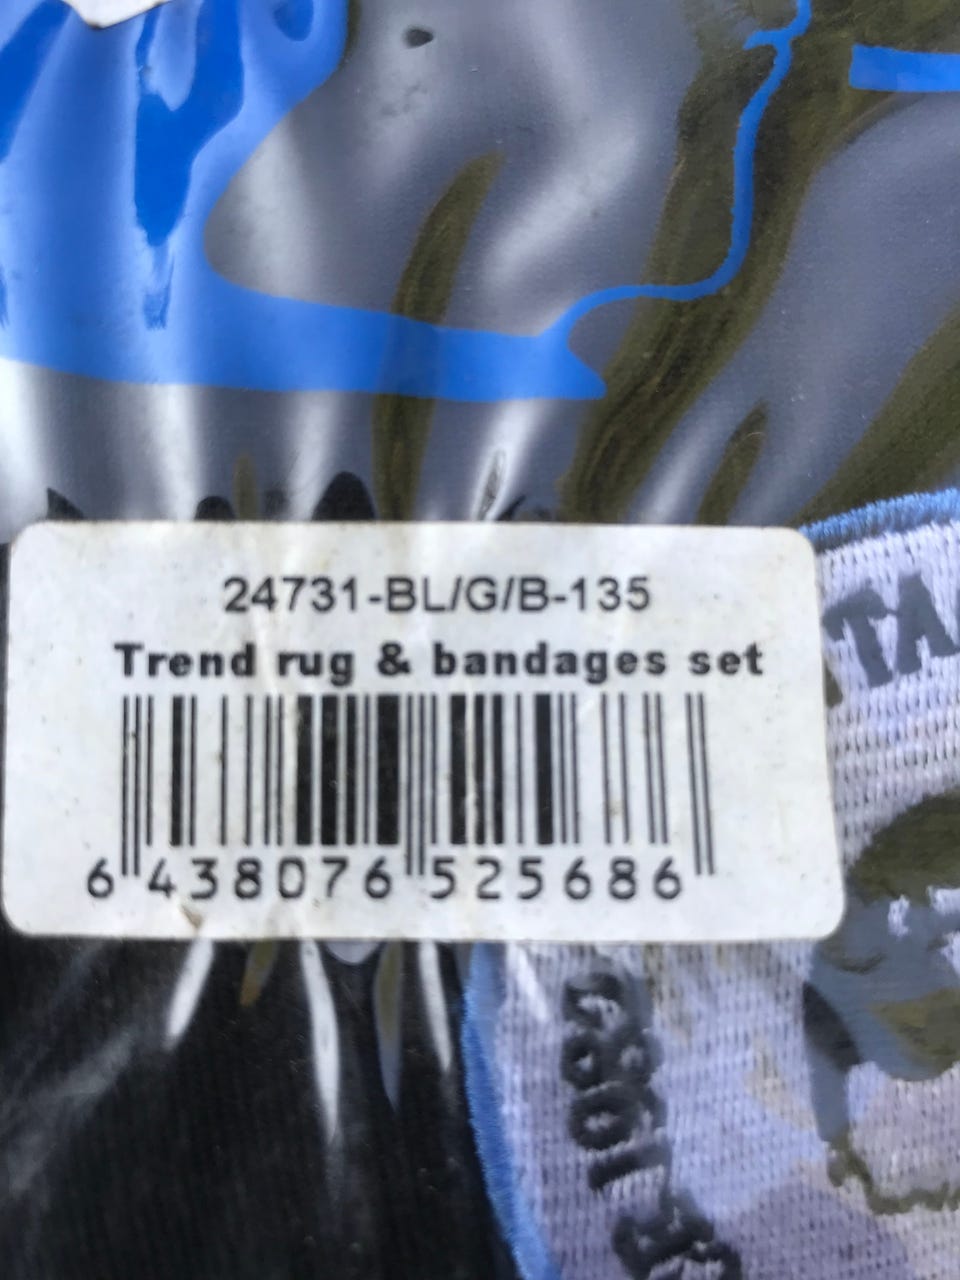 24731-BL/G/B-135
Trend rug & bandages set
6 438076 525686